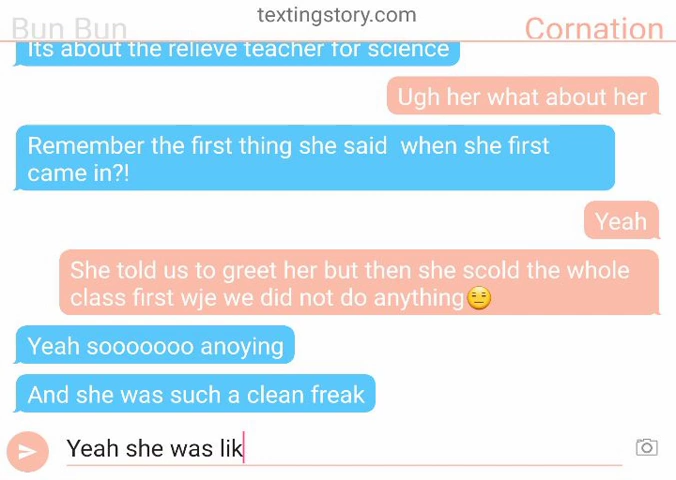 textingstory.com
Bun Bun
Cornation
Its about the relieve teacher for science
Ugh her what about her
Remember the first thing she said when she first
came in?!
Yeah
She told us to greet her but then she scold the whole
class first wje we did not do anything😑
Yeah sooooooo anoying
And she was such a clean freak
Yeah she was lik